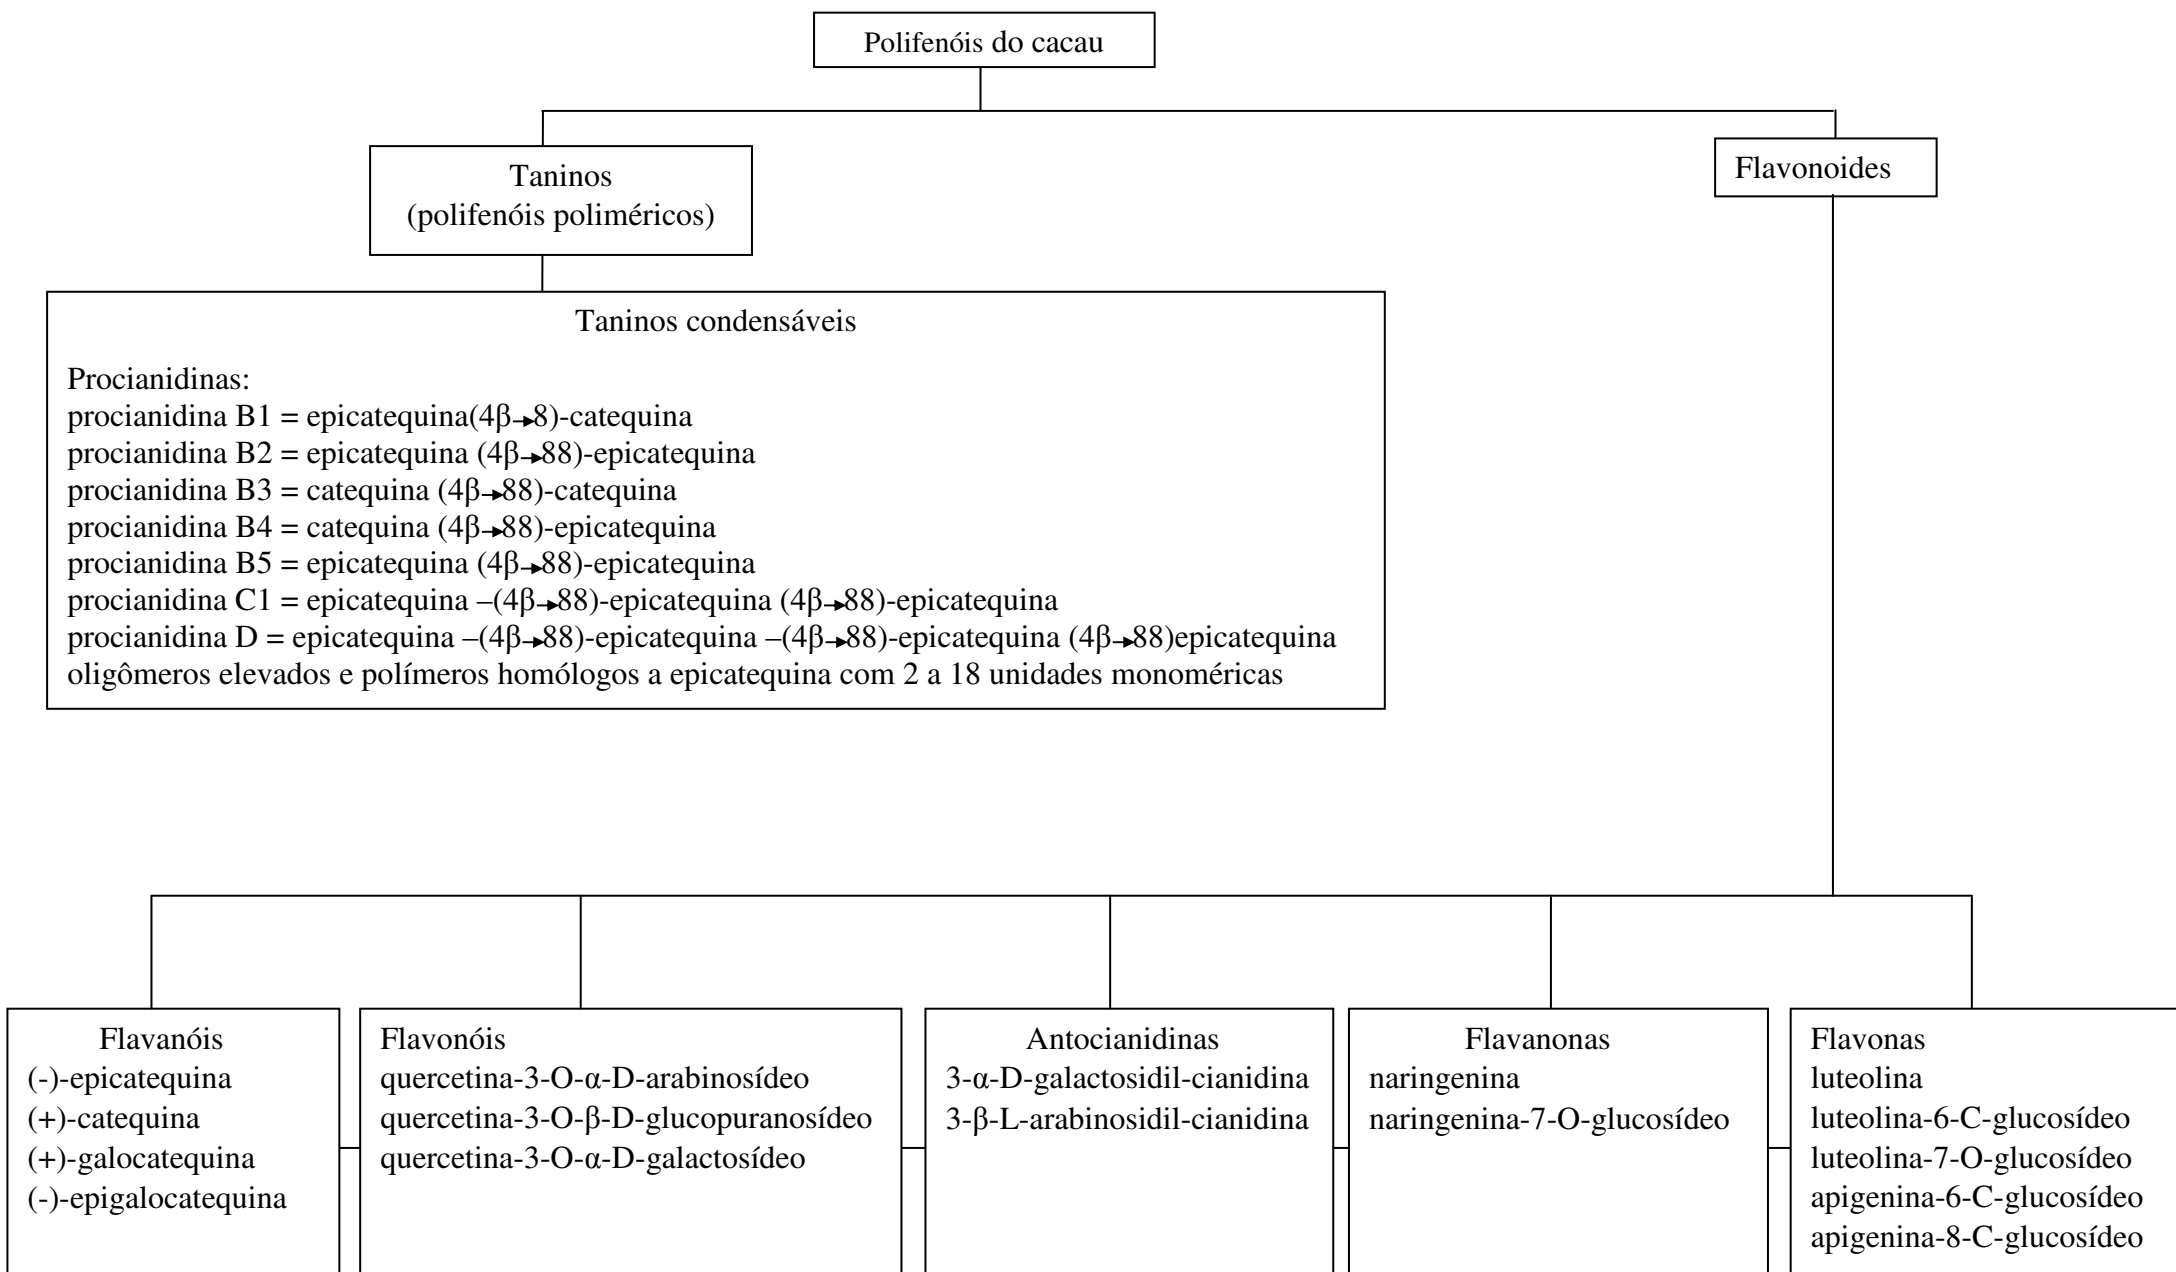 Polifenóis do cacau
Taninos
(polifenóis poliméricos)
Flavonoides
Taninos condensáveis
Procianidinas:
procianidina B1 = epicatequina(4β→8)-catequina
procianidina B2 = epicatequina (4β→88)-epicatequina
procianidina B3 = catequina (4β→88)-catequina
procianidina B4 = catequina (4β→88)-epicatequina
procianidina B5 = epicatequina (4β→88)-epicatequina
procianidina C1 = epicatequina –(4β→88)-epicatequina (4β→88)-epicatequina
procianidina D = epicatequina –(4β→88)-epicatequina –(4β→88)-epicatequina (4β→88)epicatequina
oligômeros elevados e polímeros homólogos a epicatequina com 2 a 18 unidades monoméricas
Flavanóis
(-)-epicatequina
(+)-catequina
(+)-galocatequina
(-)-epigalocatequina
Flavonóis
quercetina-3-O-α-D-arabinosídeo
quercetina-3-O-β-D-glucopuranosídeo
quercetina-3-O-α-D-galactosídeo
Antocianidinas
3-α-D-galactosidil-cianidina
3-β-L-arabinosidil-cianidina
Flavanonas
naringenina
naringenina-7-O-glucosídeo
Flavonas
luteolina
luteolina-6-C-glucosídeo
luteolina-7-O-glucosídeo
apigenina-6-C-glucosídeo
apigenina-8-C-glucosídeo